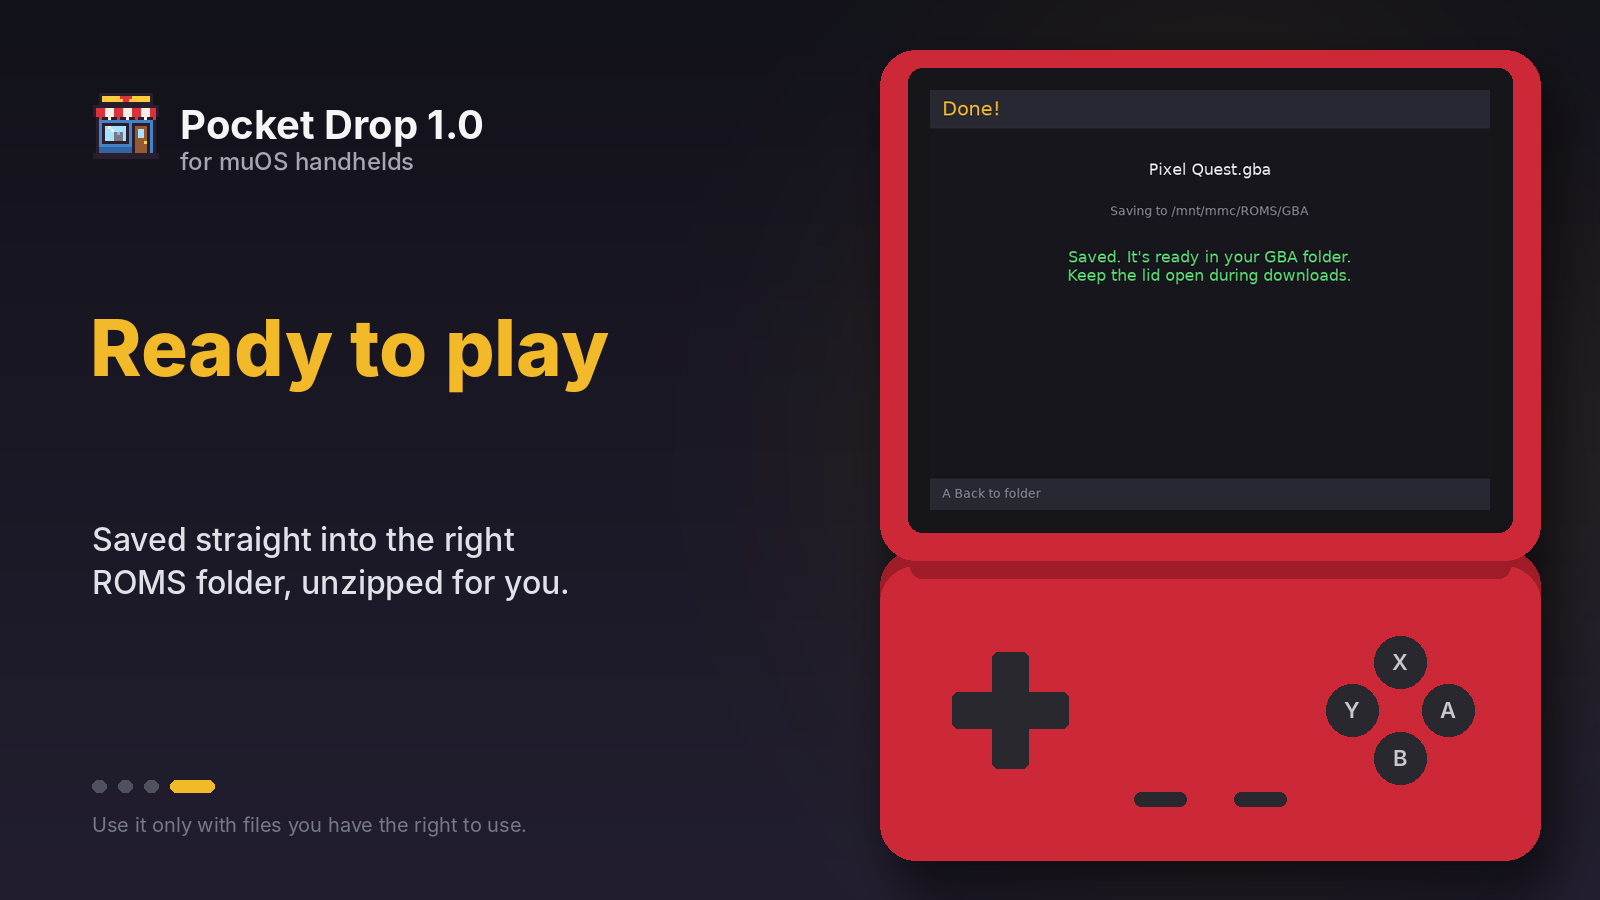 Pocket Drop 1.0
for muOS handhelds
Ready to play
Saved straight into the right
ROMS folder, unzipped for you.
Use it only with files you have the right to use.
Done!
Pixel Quest.gba
Saving to /mnt/mmc/ROMS/GBA
Saved. It's ready in your GBA folder.
Keep the lid open during downloads.
A Back to folder
X
Y
A
B